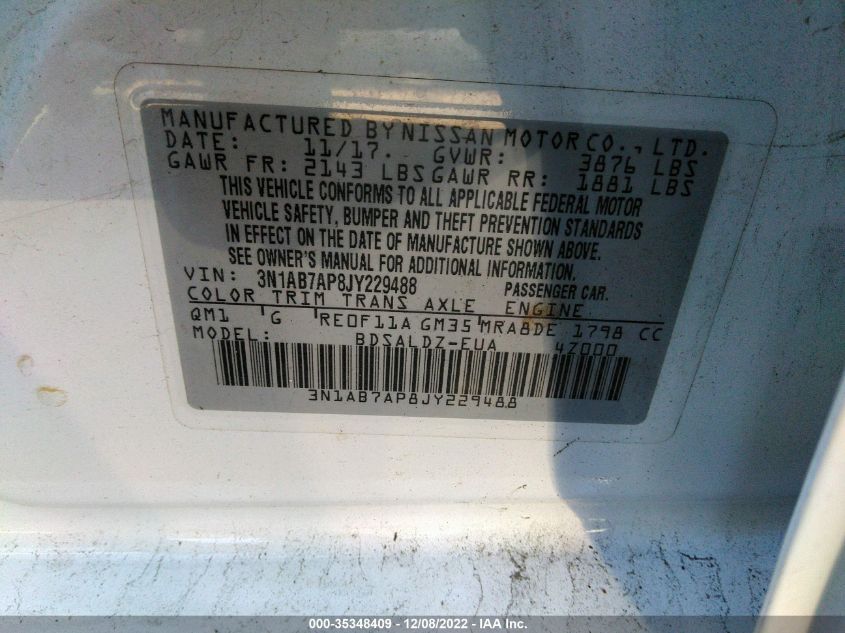 MANUFACTURED BY NISSAN MOTOR CO., LTD.
DATE: 11/17. GVWR: 3876 LBS
GAWR FR: 2143 LBS GAWR RR: 1881 LBS
THIS VEHICLE CONFORMS TO ALL APPLICABLE FEDERAL MOTOR
VEHICLE SAFETY, BUMPER AND THEFT PREVENTION STANDARDS
IN EFFECT ON THE DATE OF MANUFACTURE SHOWN ABOVE.
SEE OWNER'S MANUAL FOR ADDITIONAL INFORMATION.
VIN: 3N1AB7AP8JY229488 PASSENGER CAR.
COLOR TRIM TRANS AXLE ENGINE
QM1 G RE0F11A GM35 MRA8DE 1798 CC
MODEL: BDSALDZ-EUA 4Z000
3N1AB7AP8JY229488
000-35348409 - 12/08/2022 - IAA Inc.